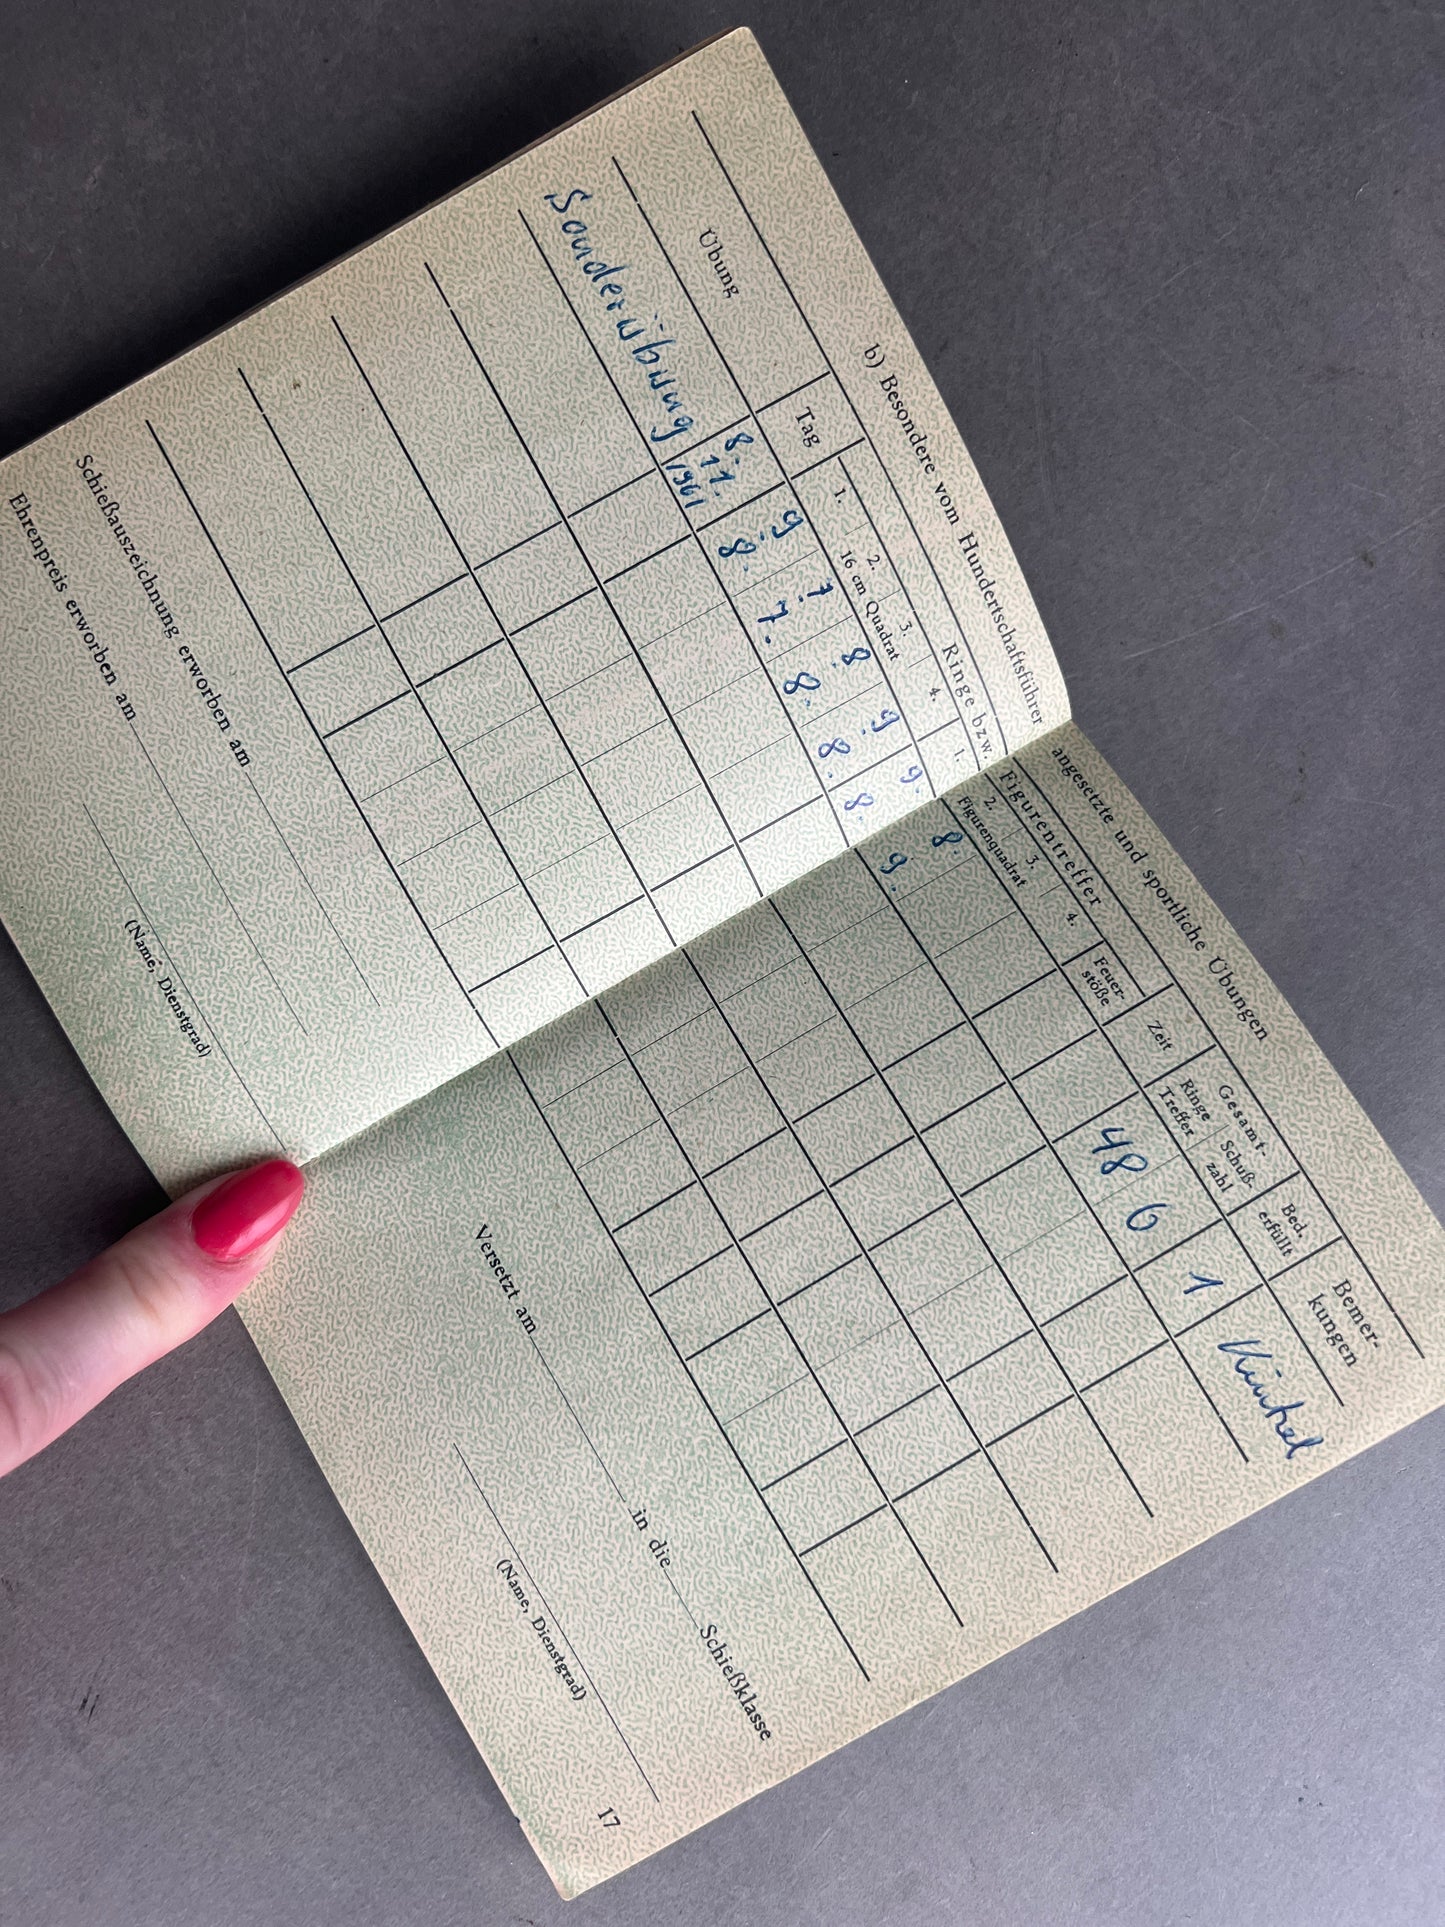 b) Besondere vom Hundertschaftsführer angesetzte und sportliche Übungen
Übung
Tag
Ringe bzw. Figurentreffer
1. 2. 3. 4.
16 cm Quadrat
1. 2. 3. 4.
Figurenquadrat
Feuer-
stöße
Zeit
Gesamt-
Ringe
Treffer
Schuß-
zahl
Bed.
erfüllt
Bemer-
kungen
Sonderübung
8.
11.
1961
9. 7. 8. 9. 9. 8.
8. 7. 8. 8. 8. 9.
48 6 1
Schießauszeichnung erworben am
Ehrenpreis erworben am
(Name, Dienstgrad)
Versetzt am in die Schießklasse
(Name, Dienstgrad)
17